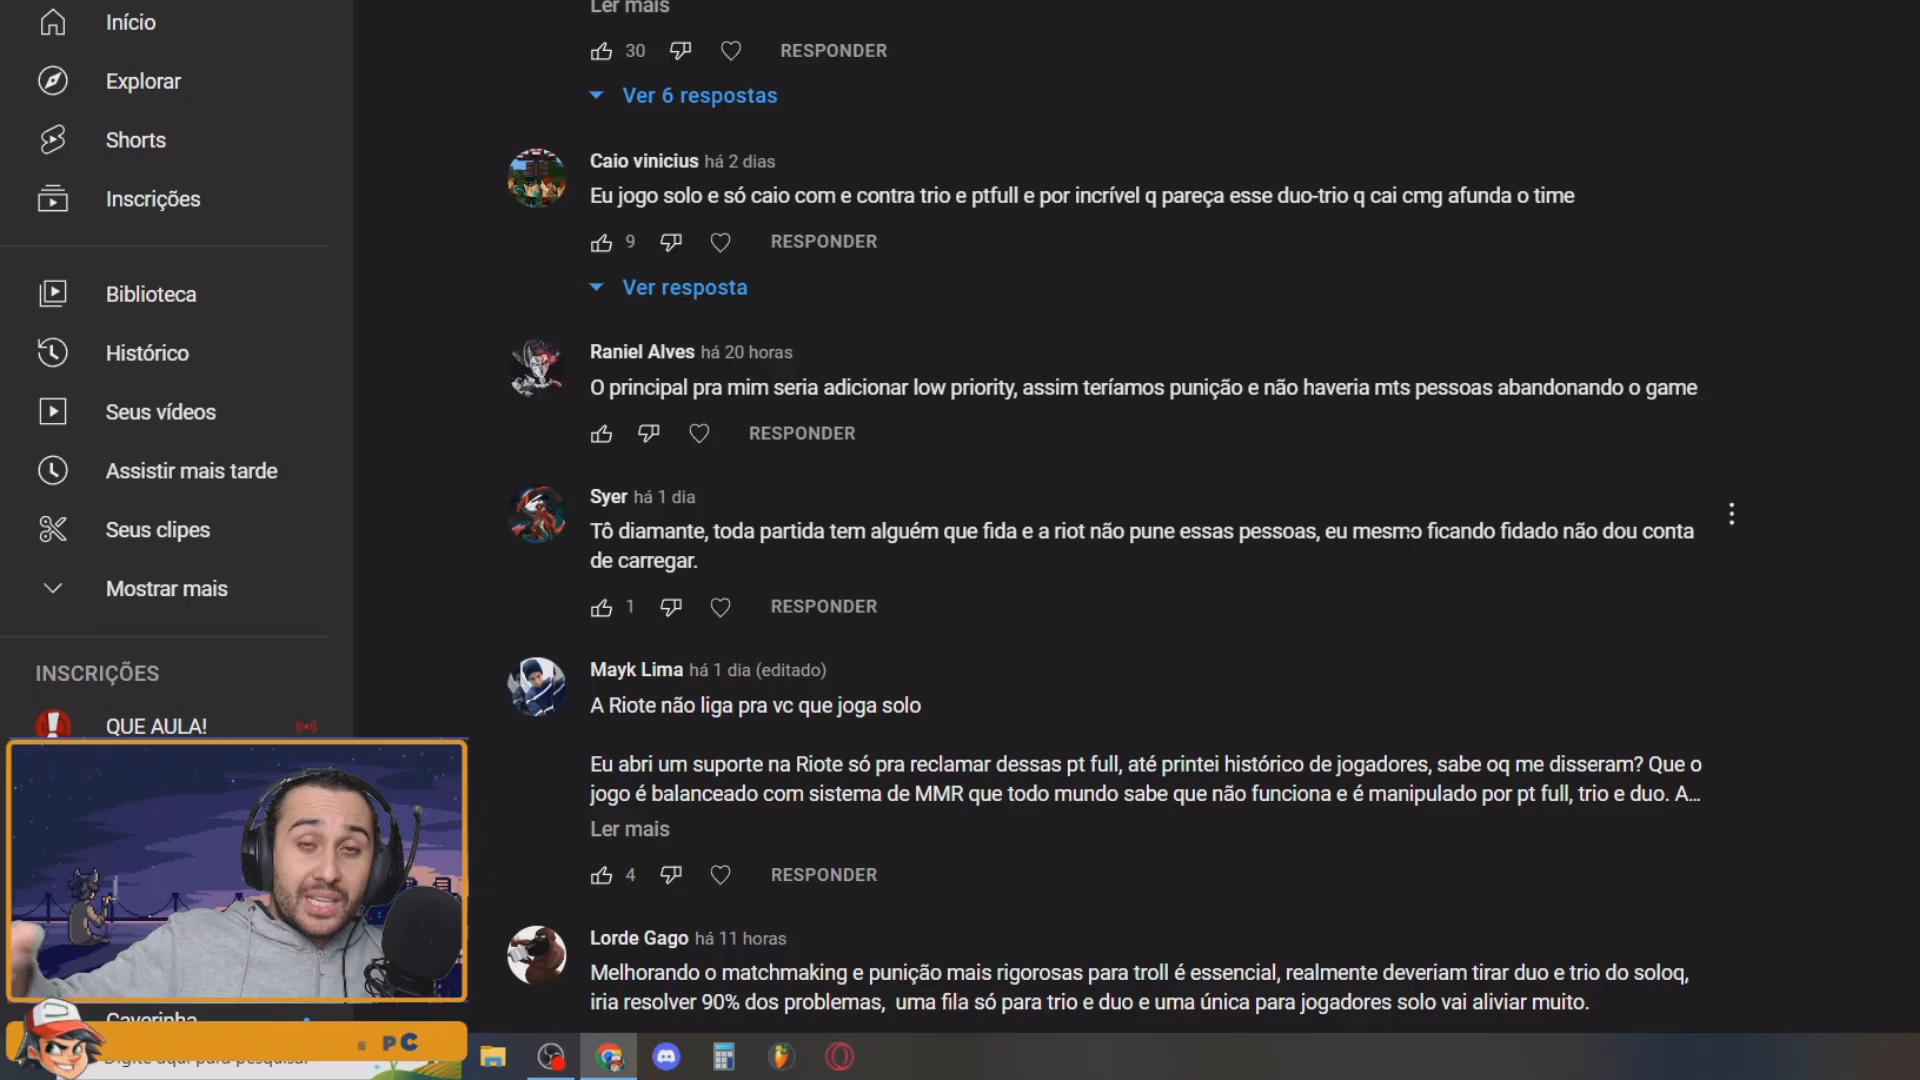 Início
Explorar
Shorts
Inscrições
Biblioteca
Histórico
Seus vídeos
Assistir mais tarde
Seus clipes
Mostrar mais
INSCRIÇÕES
QUE AULA!
Caverinha
PC
Digite aqui para pesquisar
Ler mais
30 RESPONDER
Ver 6 respostas
Caio vinicius há 2 dias
Eu jogo solo e só caio com e contra trio e ptfull e por incrível q pareça esse duo-trio q cai cmg afunda o time
9 RESPONDER
Ver resposta
Raniel Alves há 20 horas
O principal pra mim seria adicionar low priority, assim teríamos punição e não haveria mts pessoas abandonando o game
RESPONDER
Syer há 1 dia
Tô diamante, toda partida tem alguém que fida e a riot não pune essas pessoas, eu mesmo ficando fidado não dou conta
de carregar.
1 RESPONDER
Mayk Lima há 1 dia (editado)
A Riote não liga pra vc que joga solo
Eu abri um suporte na Riote só pra reclamar dessas pt full, até printei histórico de jogadores, sabe oq me disseram? Que o
jogo é balanceado com sistema de MMR que todo mundo sabe que não funciona e é manipulado por pt full, trio e duo. A...
Ler mais
4 RESPONDER
Lorde Gago há 11 horas
Melhorando o matchmaking e punição mais rigorosas para troll é essencial, realmente deveriam tirar duo e trio do soloq,
iria resolver 90% dos problemas, uma fila só para trio e duo e uma única para jogadores solo vai aliviar muito.